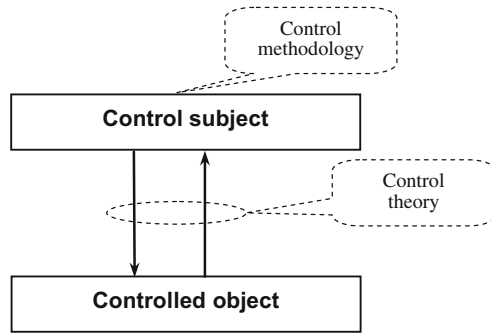 Control
methodology
Control subject
Control
theory
Controlled object